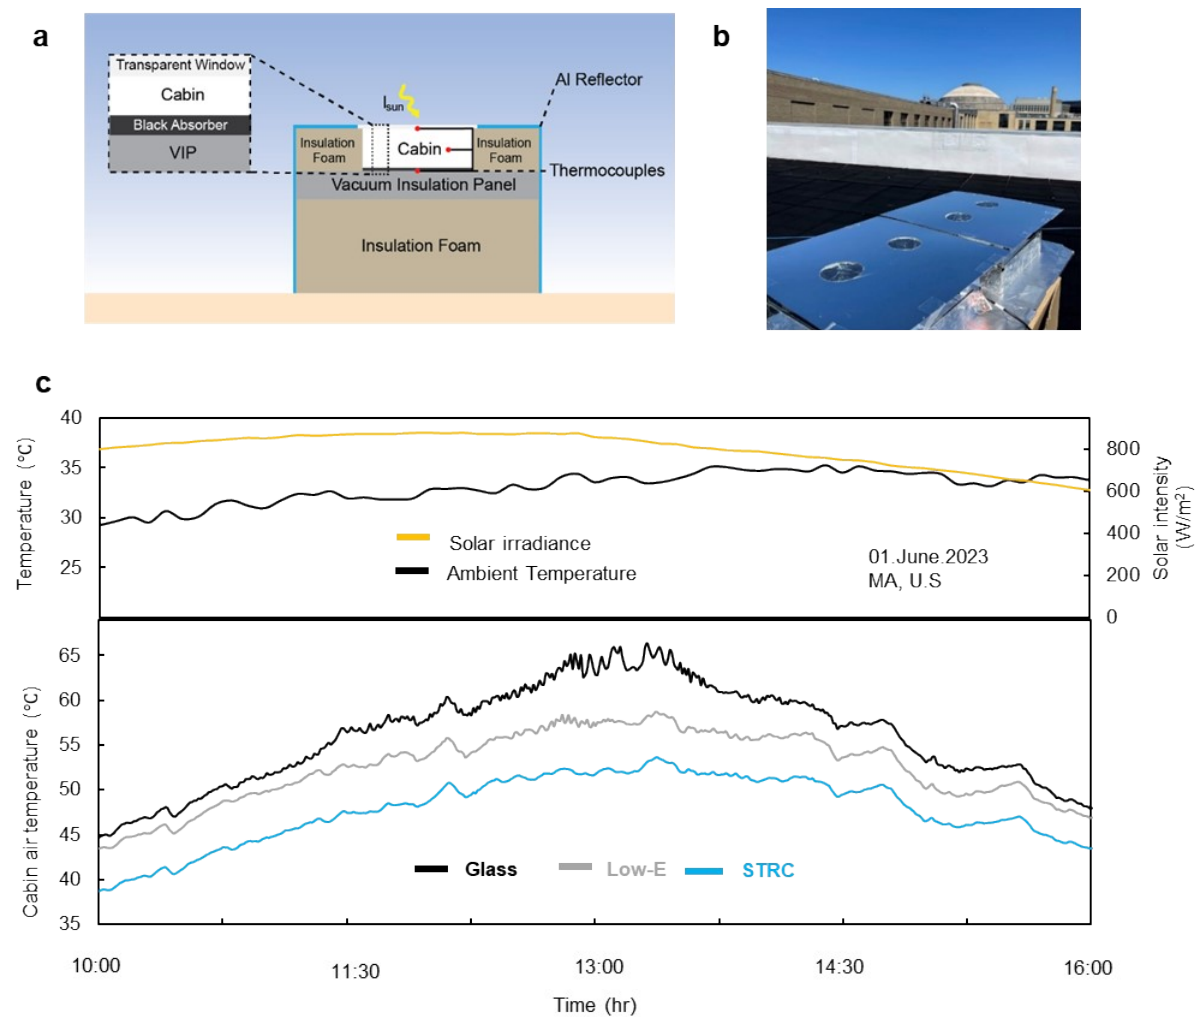 a
b
Transparent Window
Cabin
Black Absorber
VIP
Isun
Al Reflector
Insulation
Foam
Cabin
Insulation
Foam
Thermocouples
Vacuum Insulation Panel
Insulation Foam
c
Temperature (°C)
40
35
30
25
Solar irradiance
Ambient Temperature
01.June.2023
MA, U.S
800
600
400
200
0
Solar intensity
(W/m²)
Cabin air temperature (°C)
65
60
55
50
45
40
35
Glass
Low-E
STRC
10:00
11:30
13:00
14:30
16:00
Time (hr)